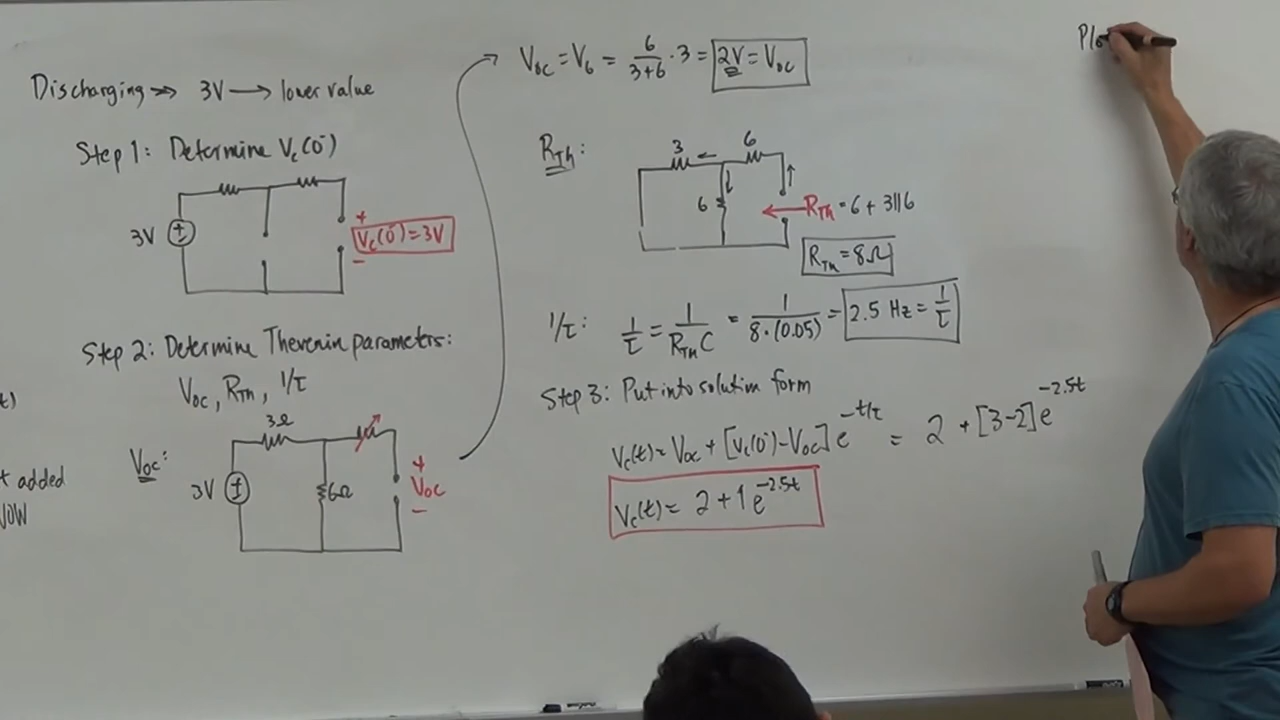 Discharging ⇒ 3V → lower value
Step 1: Determine Vc(0⁻)
3V
+
Vc(0⁻)=3V
−
Step 2: Determine Thevenin parameters:
Voc, RTh, 1/τ
Voc:
3Ω
3V
6Ω
+
Voc
−
t)
t added
NOW
Voc = V6 = 6/(3+6) · 3 = 2V = Voc
RTh:
3 ←
6
6
RTh = 6 + 3||6
RTh = 8Ω
1/τ: 1/τ = 1/(RTh C) = 1/(8·(0.05)) = 2.5 Hz = 1/τ
Step 3: Put into solution form
Vc(t) = Voc + [Vc(0⁻) − Voc] e^(−t/τ) = 2 + [3−2] e^(−2.5t)
Vc(t) = 2 + 1 e^(−2.5t)
Plo